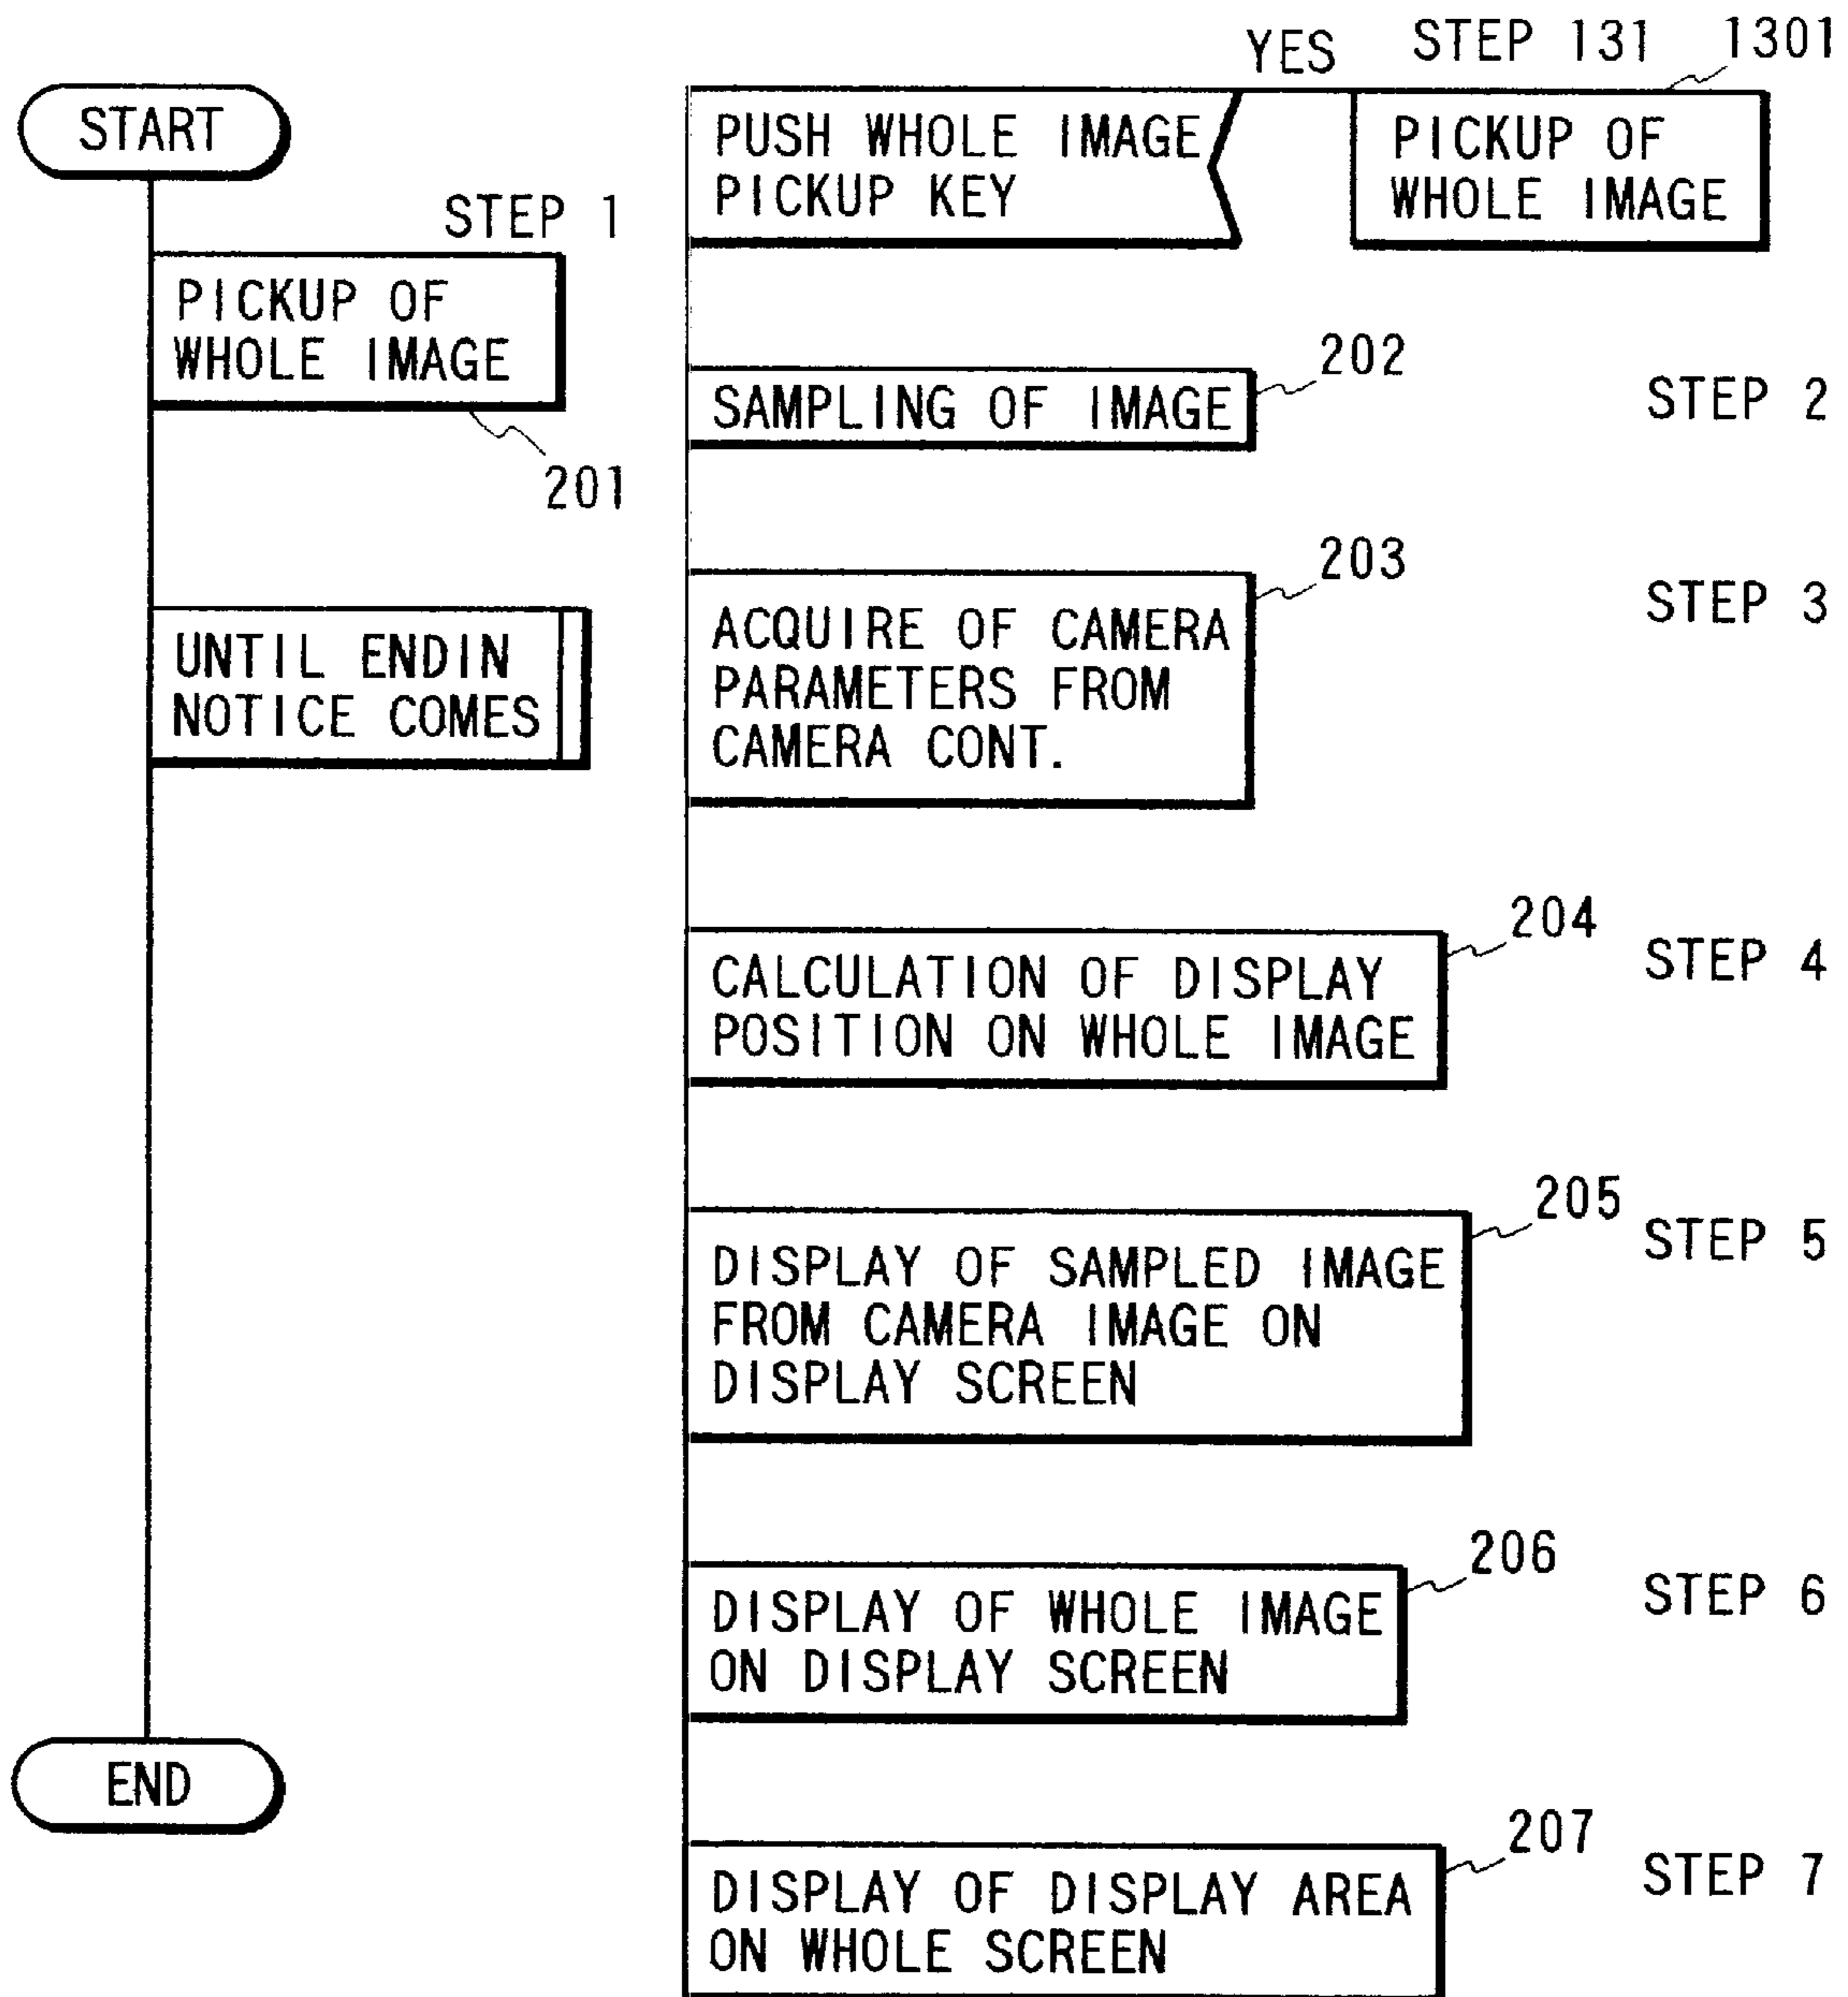 START
STEP 1
PICKUP OF
WHOLE IMAGE
201
UNTIL ENDIN
NOTICE COMES
END
YES
STEP 131
1301
PUSH WHOLE IMAGE
PICKUP KEY
PICKUP OF
WHOLE IMAGE
202
STEP 2
SAMPLING OF IMAGE
203
STEP 3
ACQUIRE OF CAMERA
PARAMETERS FROM
CAMERA CONT.
204
STEP 4
CALCULATION OF DISPLAY
POSITION ON WHOLE IMAGE
205
STEP 5
DISPLAY OF SAMPLED IMAGE
FROM CAMERA IMAGE ON
DISPLAY SCREEN
206
STEP 6
DISPLAY OF WHOLE IMAGE
ON DISPLAY SCREEN
207
STEP 7
DISPLAY OF DISPLAY AREA
ON WHOLE SCREEN